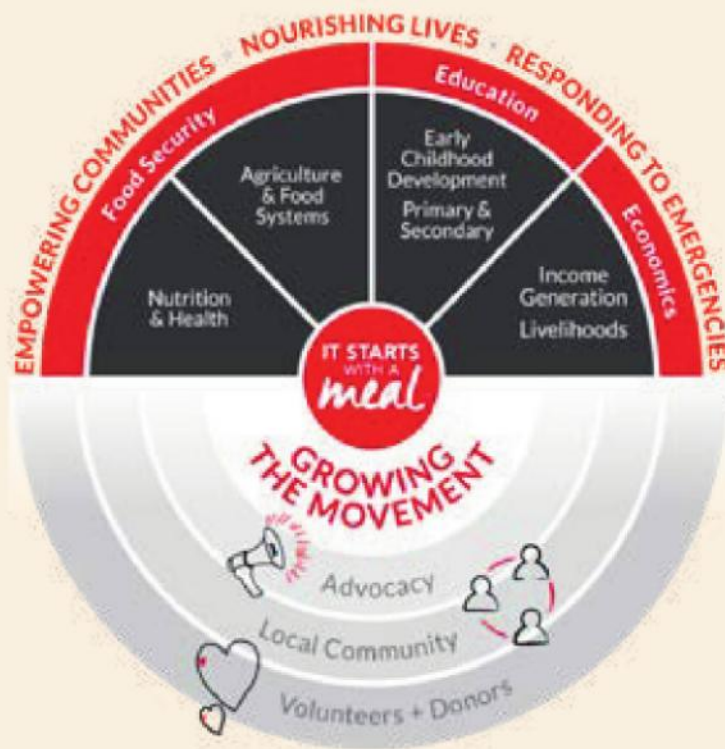 EMPOWERING COMMUNITIES · NOURISHING LIVES · RESPONDING TO EMERGENCIES
Food Security
Education
Economics
Nutrition
& Health
Agriculture
& Food
Systems
Early
Childhood
Development
Primary &
Secondary
Income
Generation
Livelihoods
IT STARTS
WITH A
meal
GROWING
THE MOVEMENT
Advocacy
Local Community
Volunteers + Donors